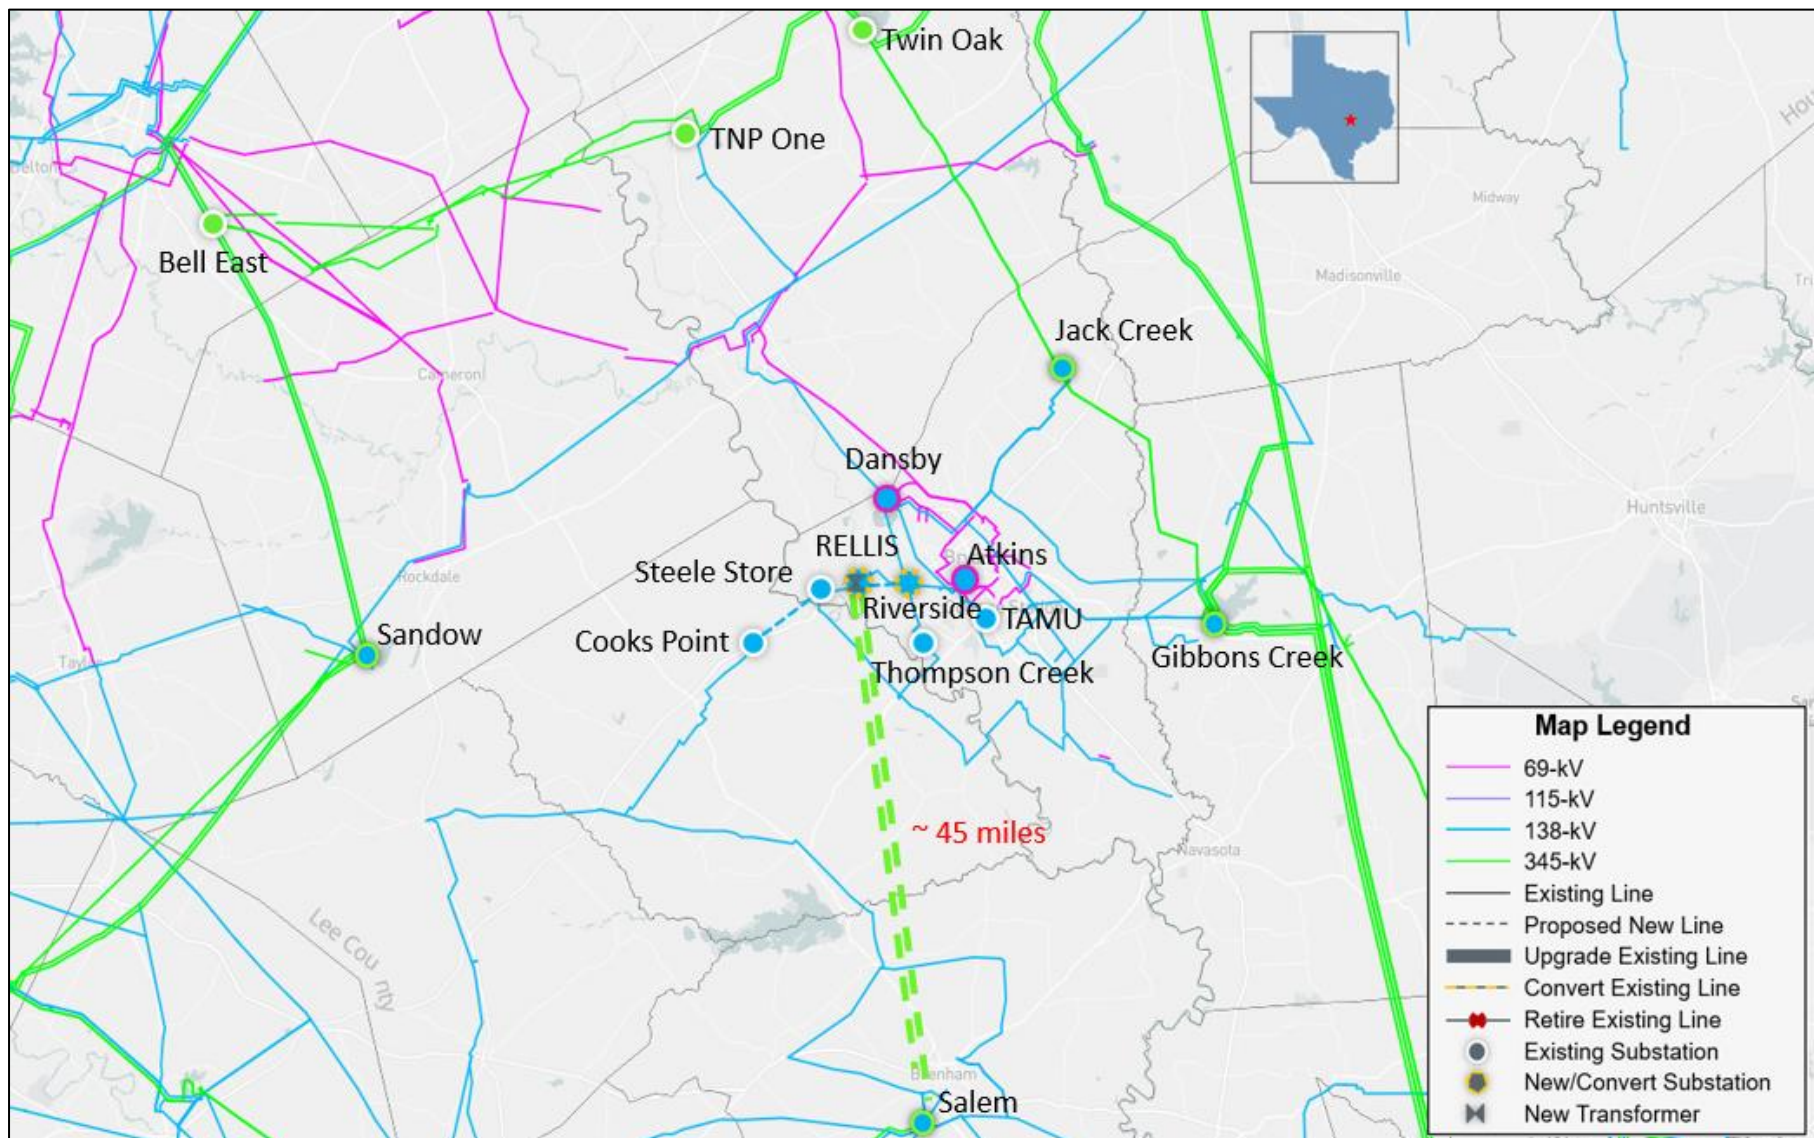 Twin Oak
TNP One
Midway
Bell East
Madisonville
Jack Creek
Cameron
Dansby
Huntsville
RELLIS
Atkins
Steele Store
Rockdale
Riverside
TAMU
Sandow
Cooks Point
Thompson Creek
Gibbons Creek
~ 45 miles
Navasota
Lee County
Brenham
Salem
Map Legend
69-kV
115-kV
138-kV
345-kV
Existing Line
Proposed New Line
Upgrade Existing Line
Convert Existing Line
Retire Existing Line
Existing Substation
New/Convert Substation
New Transformer